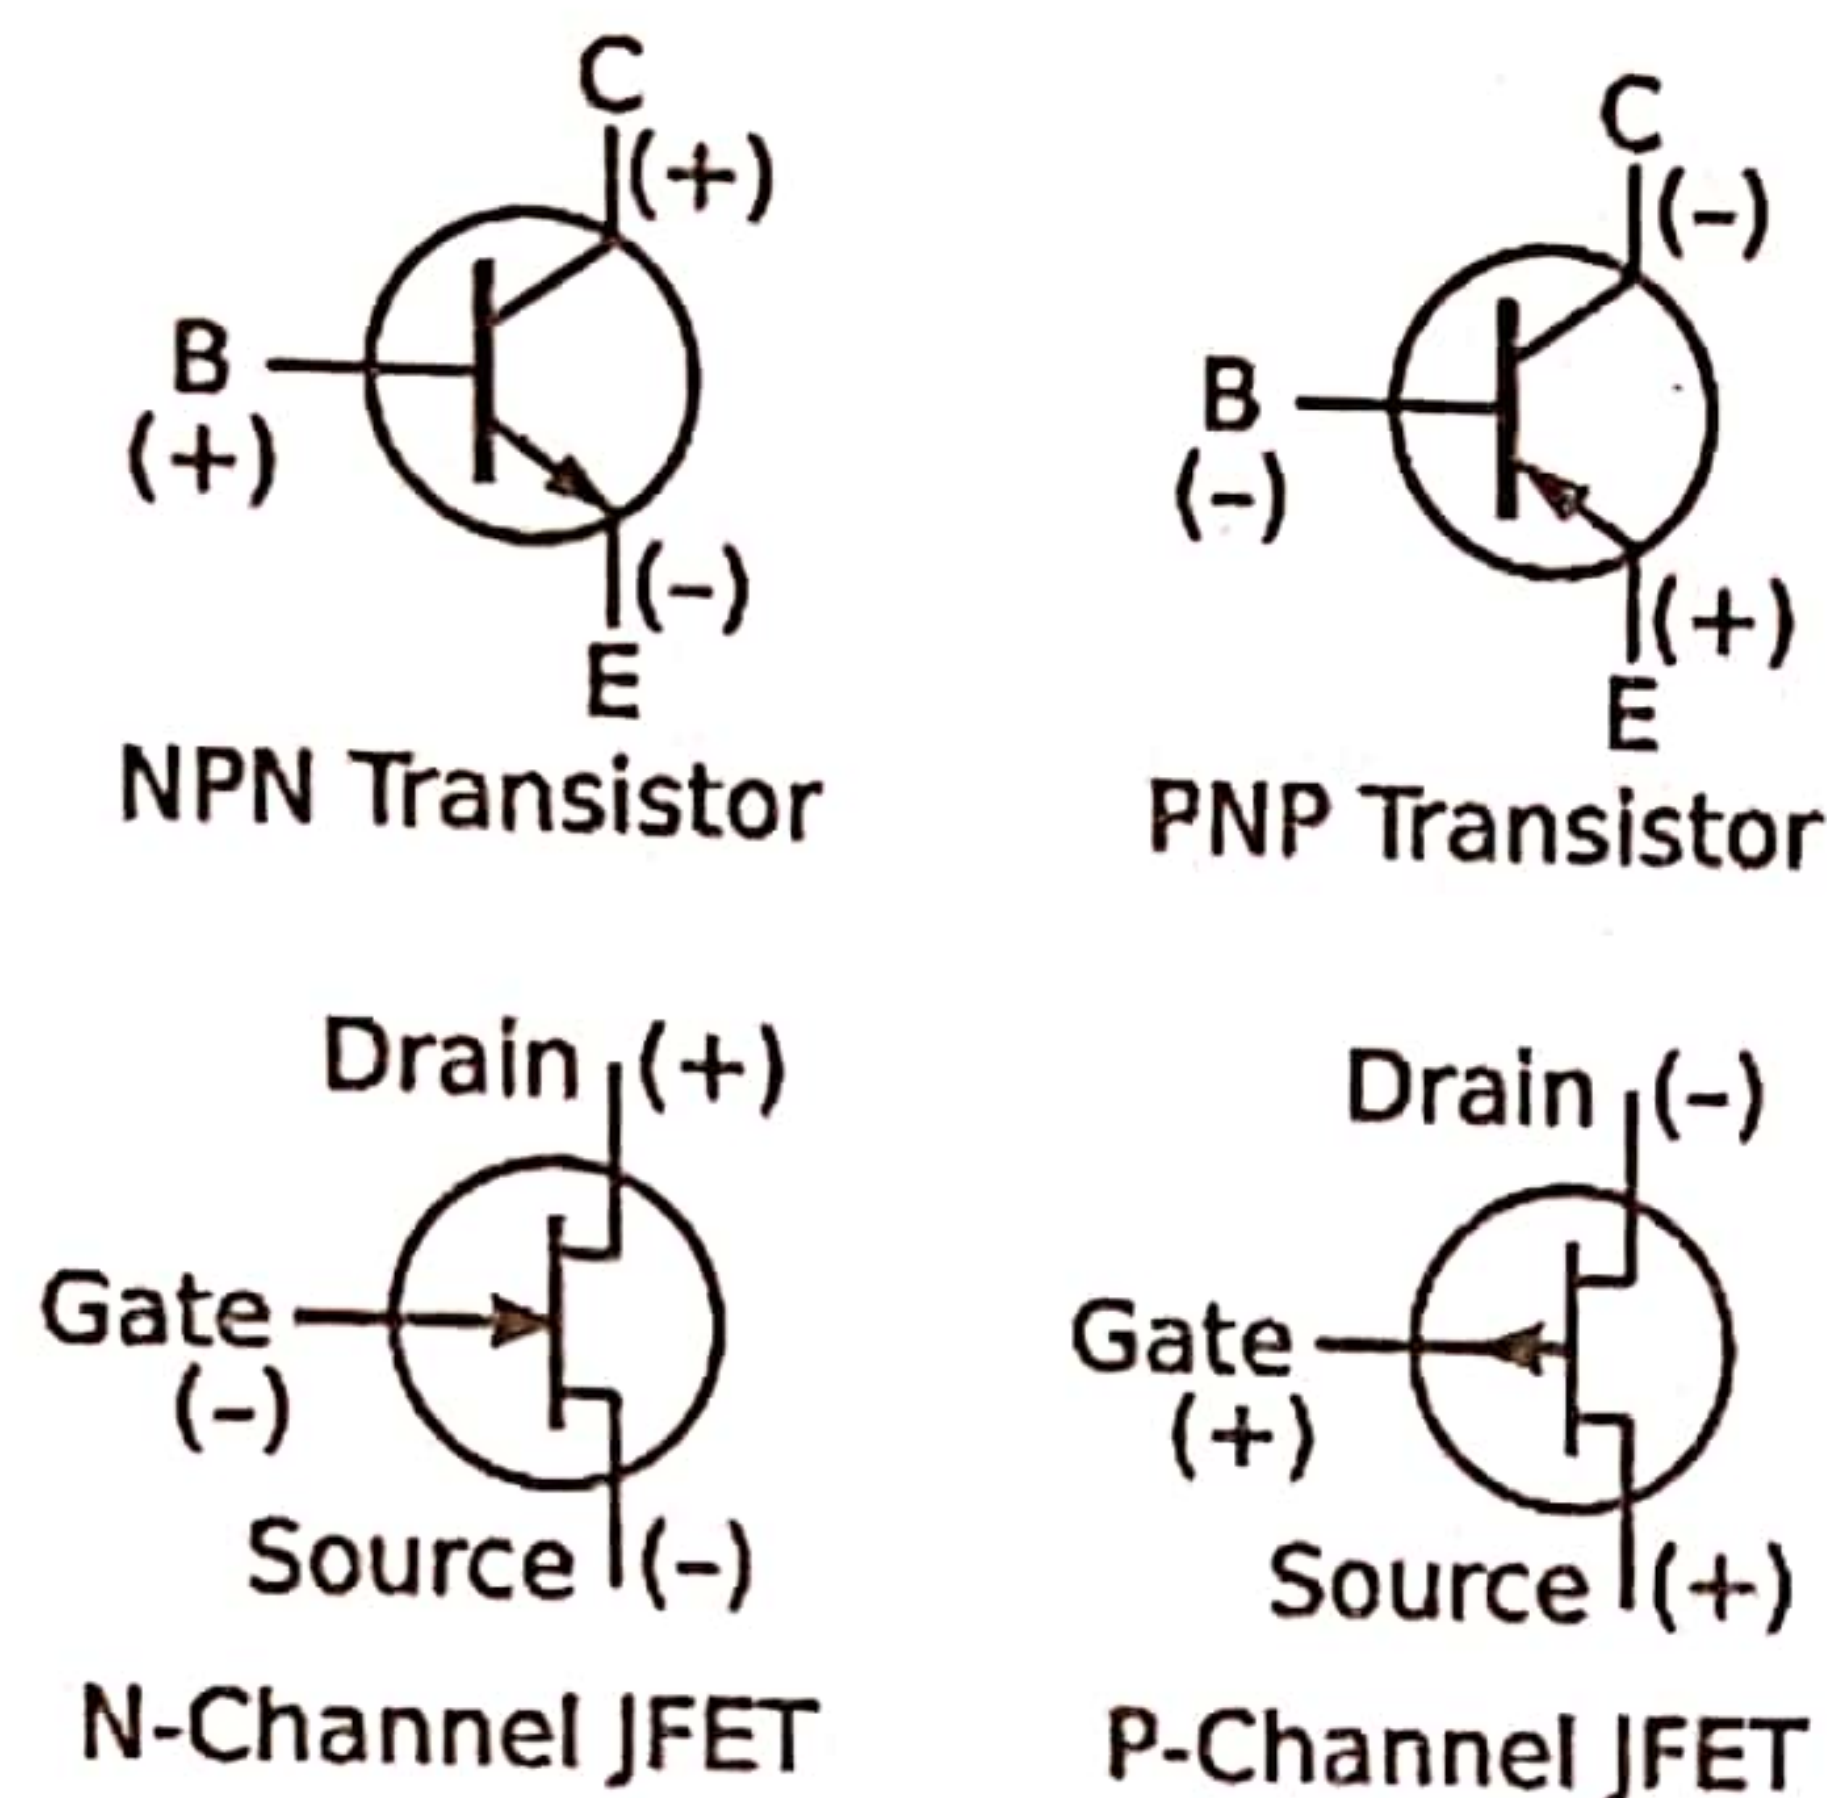 C
(+)
B
(+)
(-)
E
NPN Transistor
C
(-)
B
(-)
(+)
E
PNP Transistor
Drain (+)
Gate
(-)
Source (-)
N-Channel JFET
Drain (-)
Gate
(+)
Source (+)
P-Channel JFET